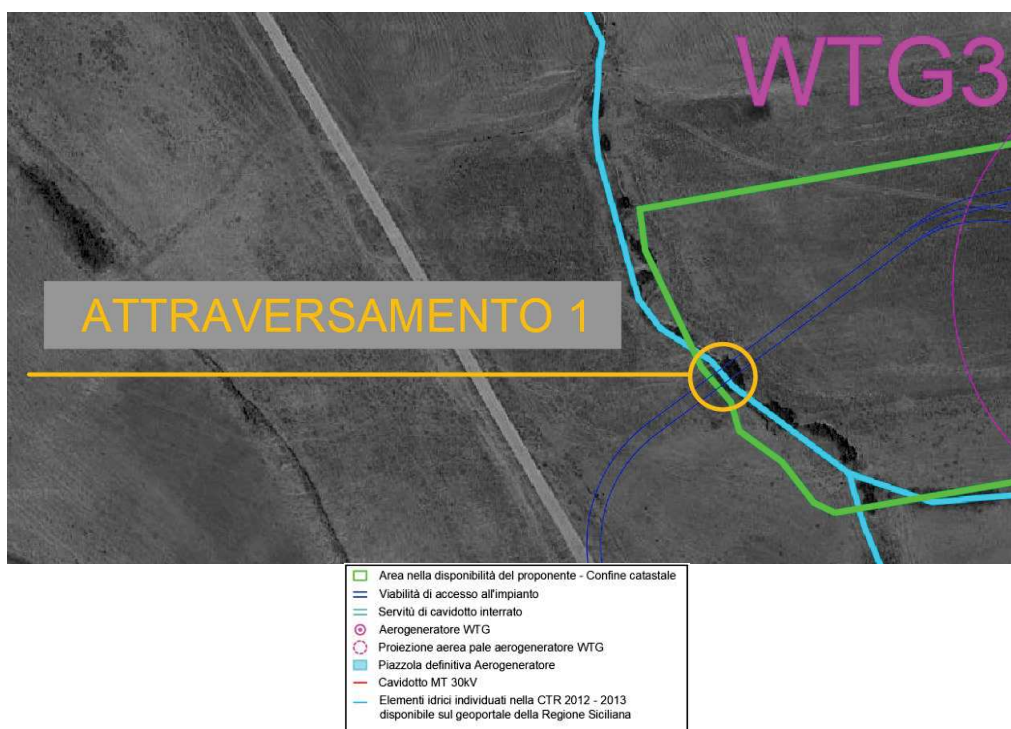 WTG3
ATTRAVERSAMENTO 1
Area nella disponibilità del proponente - Confine catastale
Viabilità di accesso all'impianto
Servitù di cavidotto interrato
Aerogeneratore WTG
Proiezione aerea pale aerogeneratore WTG
Piazzola definitiva Aerogeneratore
Cavidotto MT 30kV
Elementi idrici individuati nella CTR 2012 - 2013
disponibile sul geoportale della Regione Siciliana